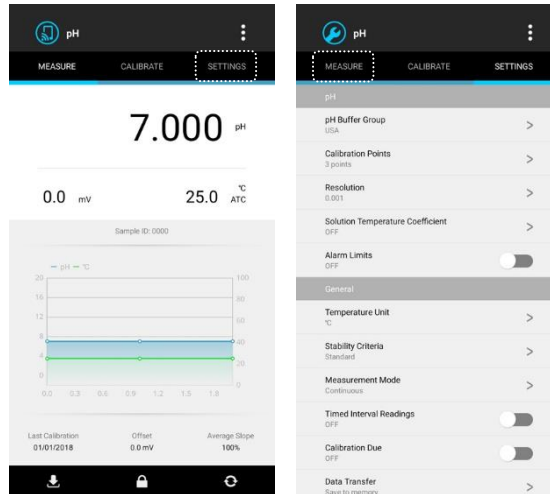 pH
MEASURE CALIBRATE SETTINGS
7.000 pH
0.0 mV 25.0 °C ATC
Sample ID: 0000
pH °C
20 100
16 80
12 60
8 40
4 20
0 0
0.0 0.3 0.6 0.9 1.2 1.5 1.8
Last Calibration Offset Average Slope
01/01/2018 0.0 mV 100%
pH
MEASURE CALIBRATE SETTINGS
pH
pH Buffer Group
USA
Calibration Points
3 points
Resolution
0.001
Solution Temperature Coefficient
OFF
Alarm Limits
OFF
General
Temperature Unit
°C
Stability Criteria
Standard
Measurement Mode
Continuous
Timed Interval Readings
OFF
Calibration Due
OFF
Data Transfer
Save to memory